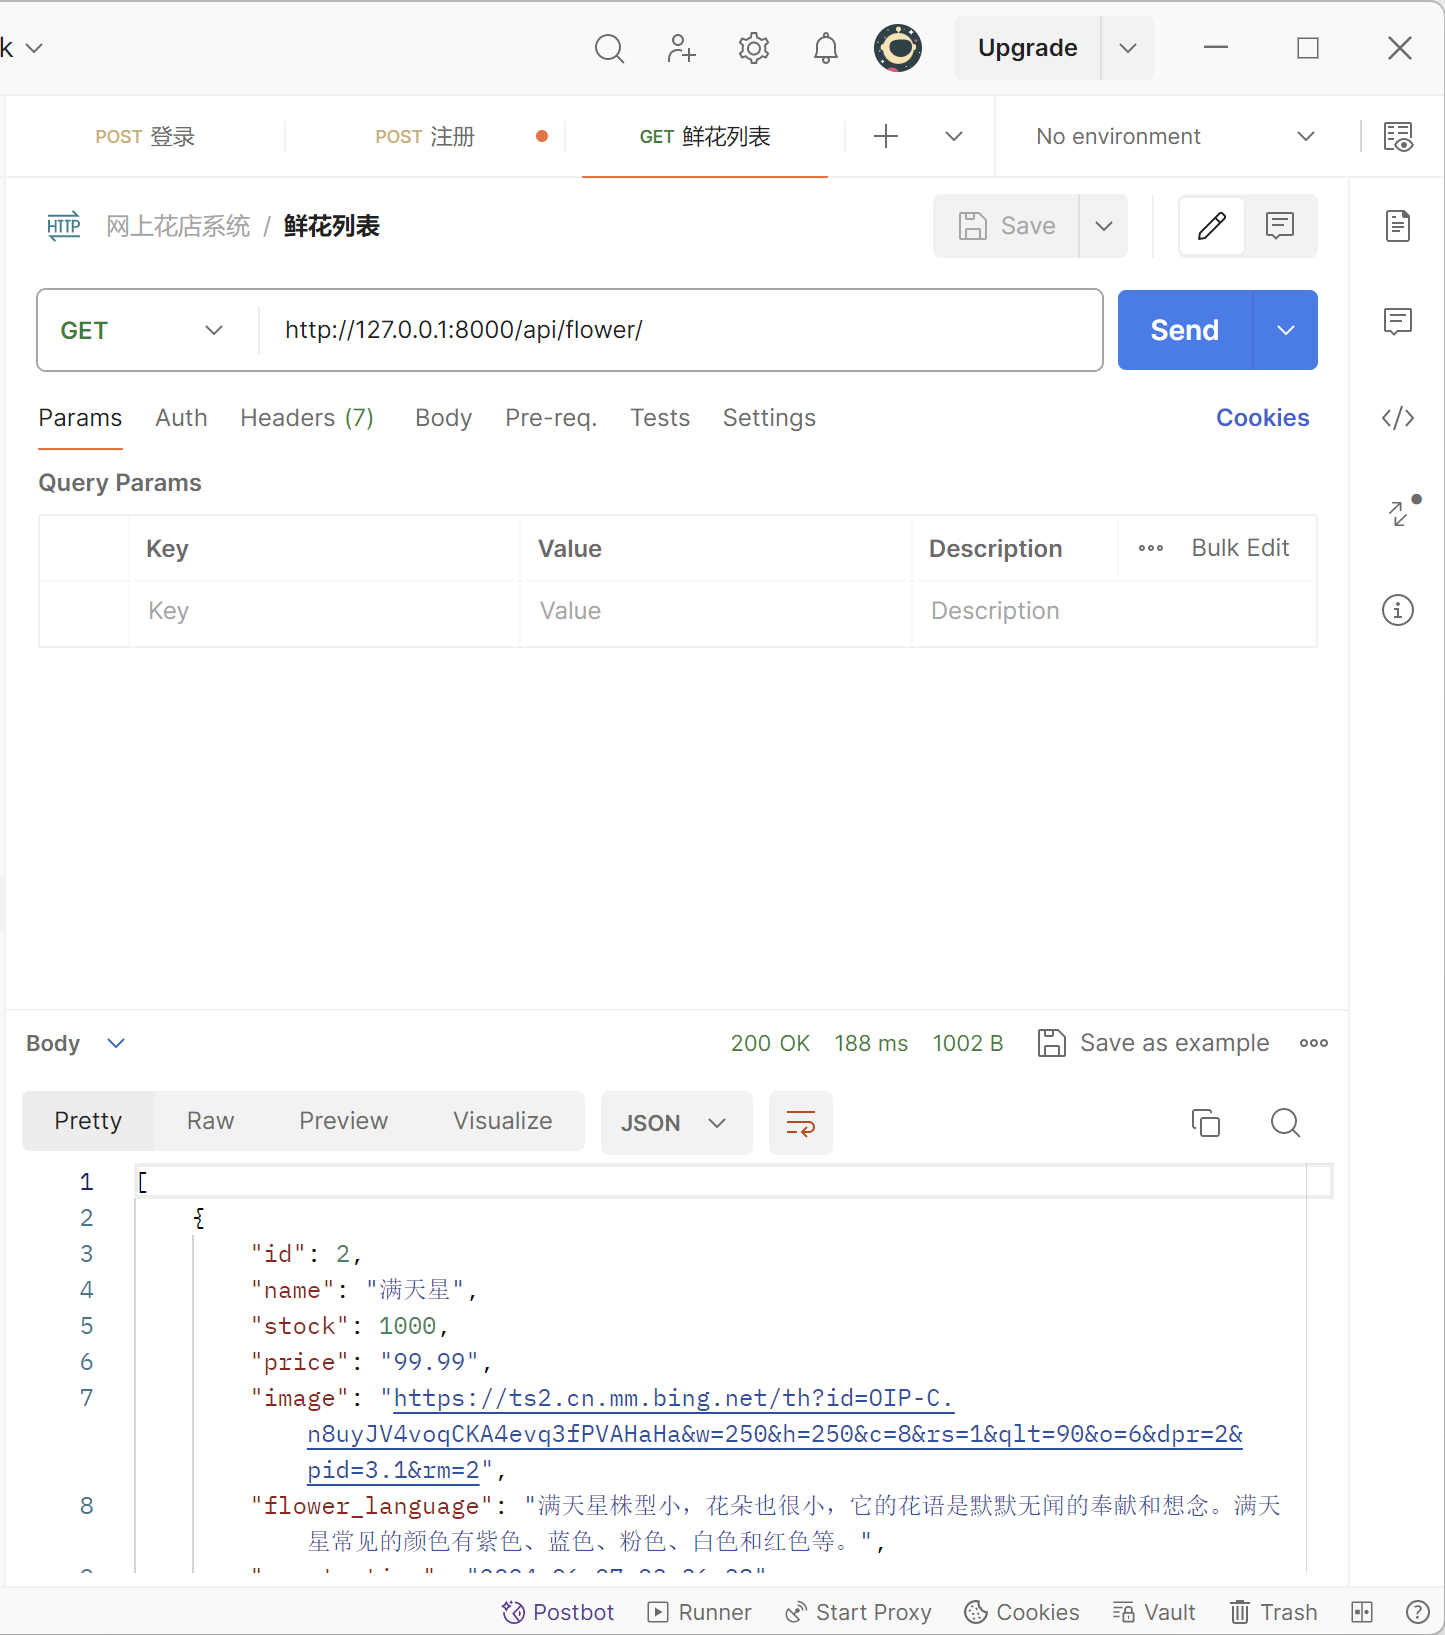 k
Upgrade
POST 登录
POST 注册
GET 鲜花列表
No environment
HTTP
网上花店系统 / 鲜花列表
Save
GET
http://127.0.0.1:8000/api/flower/
Send
Params Auth Headers (7) Body Pre-req. Tests Settings
Cookies
Query Params
Key Value Description Bulk Edit
Key Value Description
Body
200 OK 188 ms 1002 B Save as example
Pretty Raw Preview Visualize JSON
1 [
2 {
3 "id": 2,
4 "name": "满天星",
5 "stock": 1000,
6 "price": "99.99",
7 "image": "https://ts2.cn.mm.bing.net/th?id=OIP-C.
n8uyJV4voqCKA4evq3fPVAHaHa&w=250&h=250&c=8&rs=1&qlt=90&o=6&dpr=2&
pid=3.1&rm=2",
8 "flower_language": "满天星株型小，花朵也很小，它的花语是默默无闻的奉献和想念。满天
星常见的颜色有紫色、蓝色、粉色、白色和红色等。",
Postbot Runner Start Proxy Cookies Vault Trash